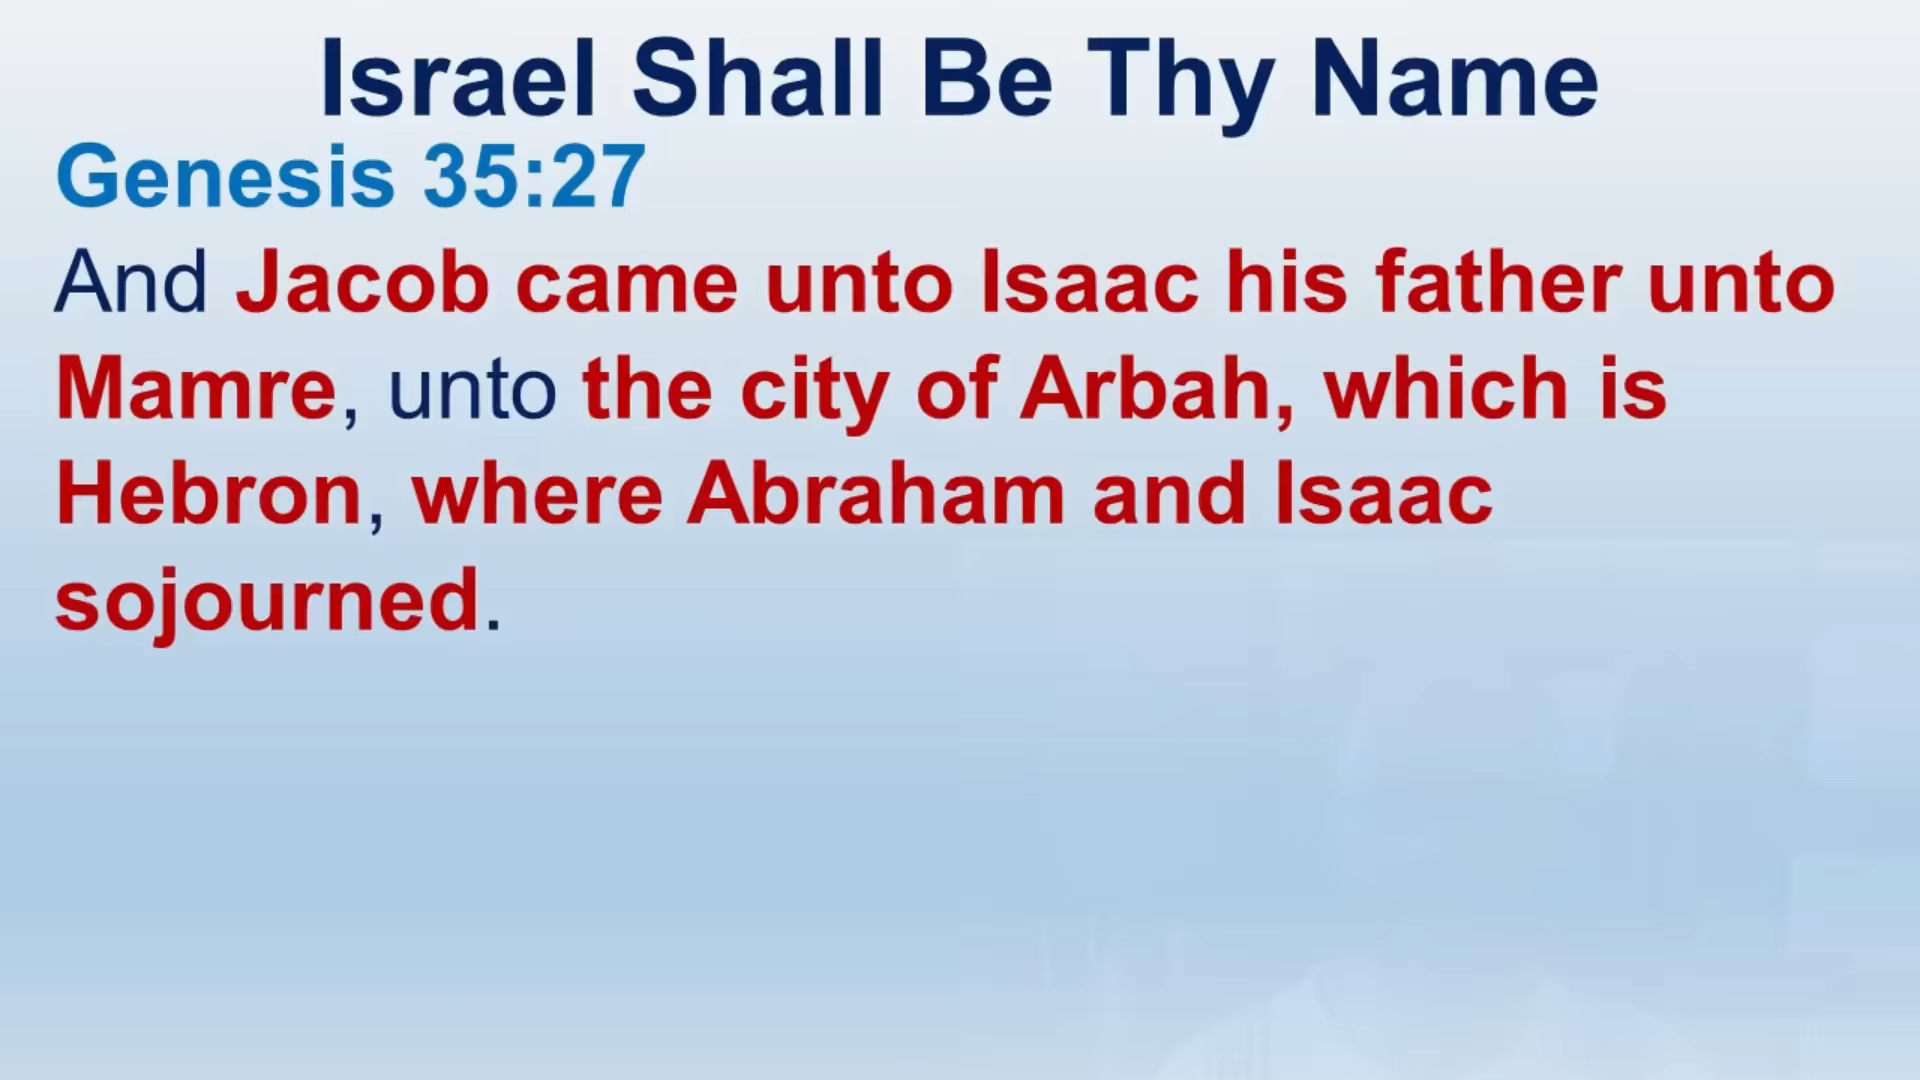 Israel Shall Be Thy Name
Genesis 35:27
And Jacob came unto Isaac his father unto
Mamre, unto the city of Arbah, which is
Hebron, where Abraham and Isaac
sojourned.